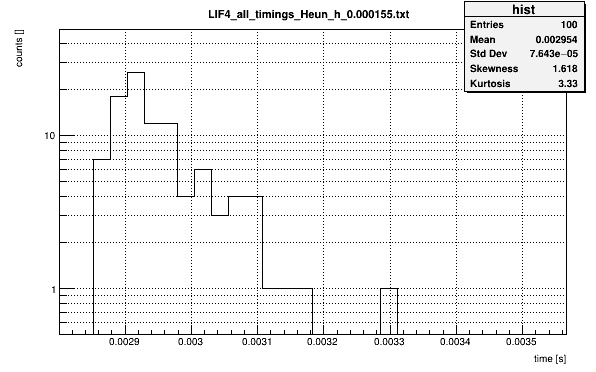 LIF4_all_timings_Heun_h_0.000155.txt
hist
Entries 100
Mean 0.002954
Std Dev 7.643e−05
Skewness 1.618
Kurtosis 3.33
counts []
10
1
0.0029 0.003 0.0031 0.0032 0.0033 0.0034 0.0035
time [s]